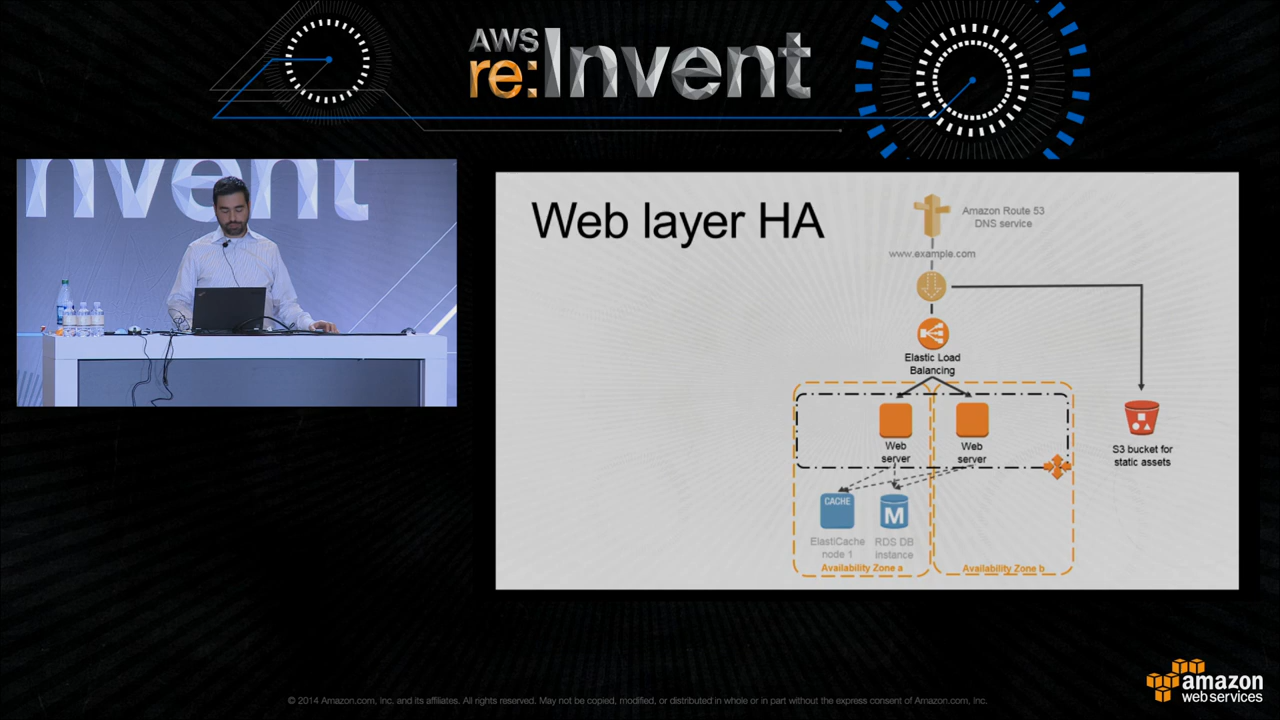 AWS
re:Invent
nvent
Web layer HA
Amazon Route 53
DNS service
www.example.com
Elastic Load
Balancing
Web
server
Web
server
S3 bucket for
static assets
CACHE
M
ElastiCache
node 1
RDS DB
instance
Availability Zone a
Availability Zone b
© 2014 Amazon.com, Inc. and its affiliates. All rights reserved. May not be copied, modified, or distributed in whole or in part without the express consent of Amazon.com, Inc.
amazon
web services